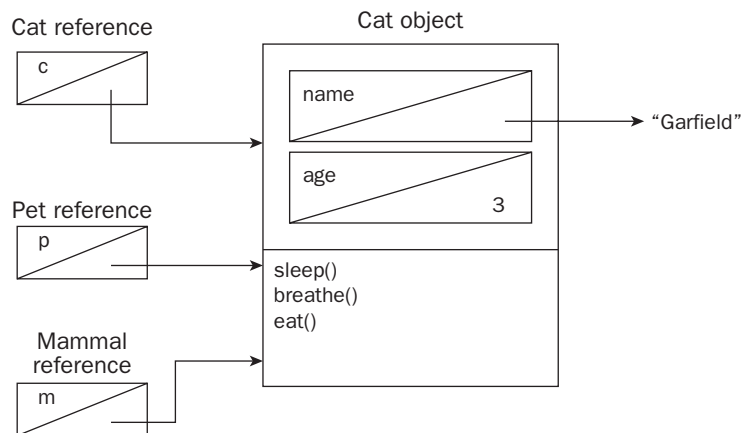 Cat reference
c
Cat object
name
"Garfield"
age
3
Pet reference
p
sleep()
breathe()
eat()
Mammal
reference
m